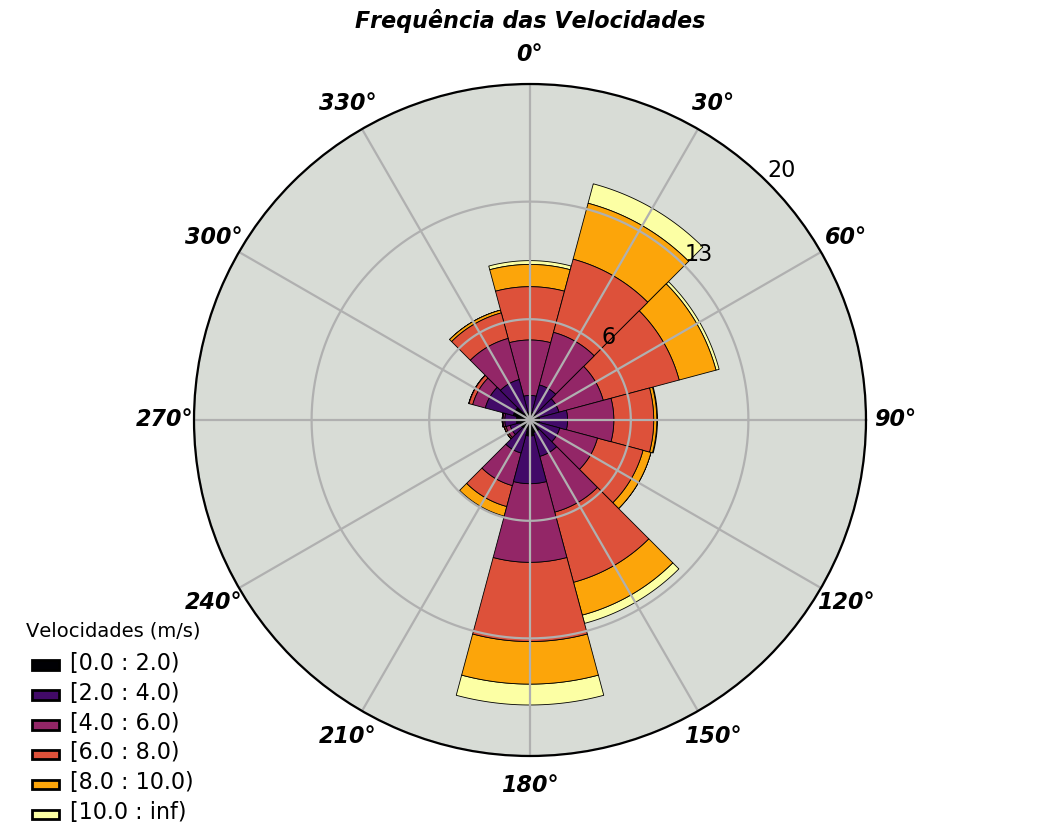 Frequência das Velocidades
0°
330°
30°
20
300°
60°
13
6
270°
90°
240°
120°
210°
150°
180°
Velocidades (m/s)
[0.0 : 2.0)
[2.0 : 4.0)
[4.0 : 6.0)
[6.0 : 8.0)
[8.0 : 10.0)
[10.0 : inf)